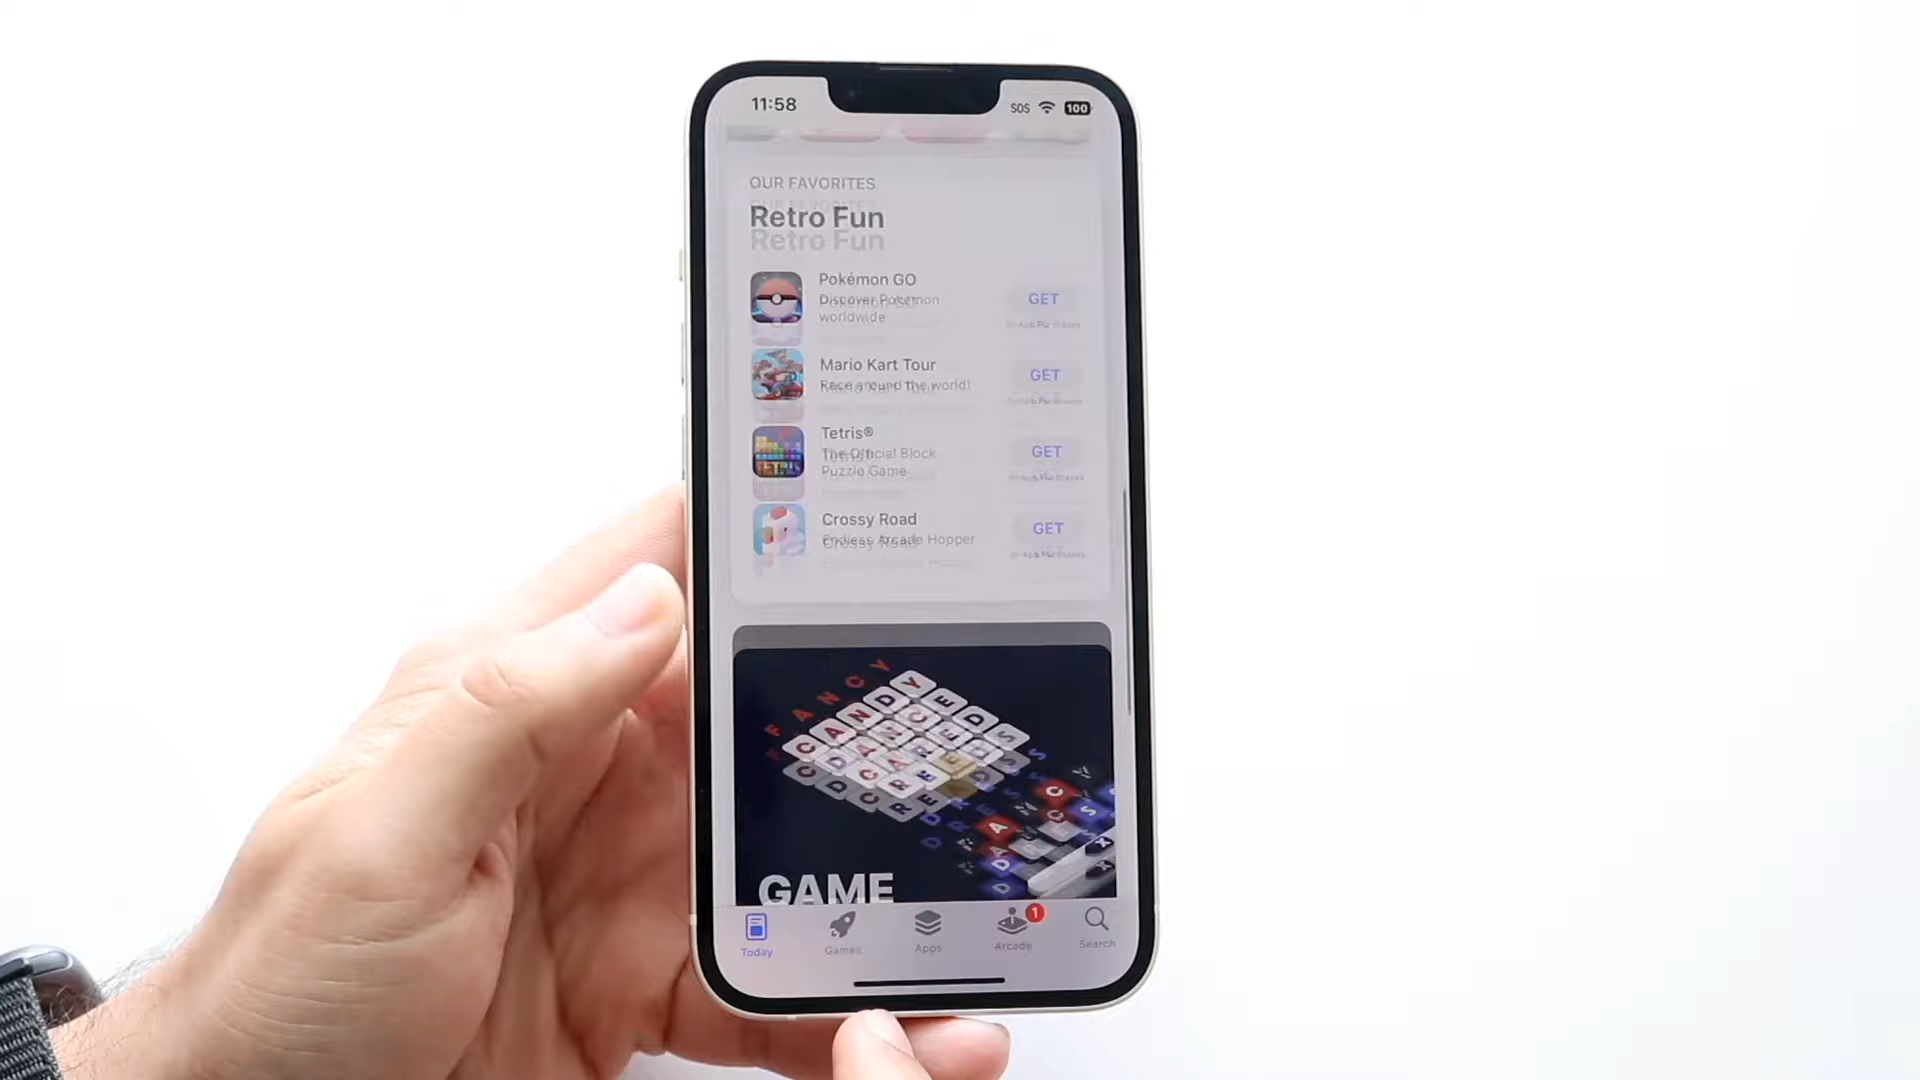 11:58
SOS
100
OUR FAVORITES
Retro Fun
Pokémon GO
Discover Pokémon
worldwide
GET
Mario Kart Tour
Race around the world!
GET
Tetris®
The Official Block
Puzzle Game
GET
Crossy Road
Endless Arcade Hopper
GET
FANCY
CANDY
GAME
Today
Games
Apps
Arcade
1
Search